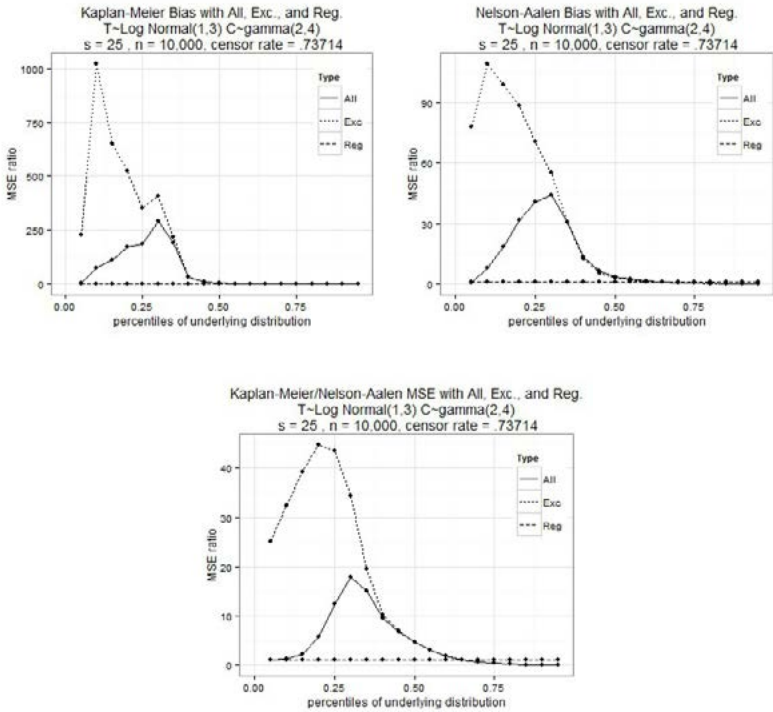 Kaplan-Meier Bias with All, Exc., and Reg.
T~Log Normal(1,3) C~gamma(2,4)
s = 25 , n = 10,000, censor rate = .73714
MSE ratio
1000
750
500
250
0
0.00 0.25 0.50 0.75
percentiles of underlying distribution
Type
All
Exc
Reg
Nelson-Aalen Bias with All, Exc., and Reg.
T~Log Normal(1,3) C~gamma(2,4)
s = 25 , n = 10,000, censor rate = .73714
MSE ratio
90
60
30
0
0.00 0.25 0.50 0.75
percentiles of underlying distribution
Type
All
Exc
Reg
Kaplan-Meier/Nelson-Aalen MSE with All, Exc., and Reg.
T~Log Normal(1,3) C~gamma(2,4)
s = 25 , n = 10,000, censor rate = .73714
MSE ratio
40
30
20
10
0
0.00 0.25 0.50 0.75
percentiles of underlying distribution
Type
All
Exc
Reg